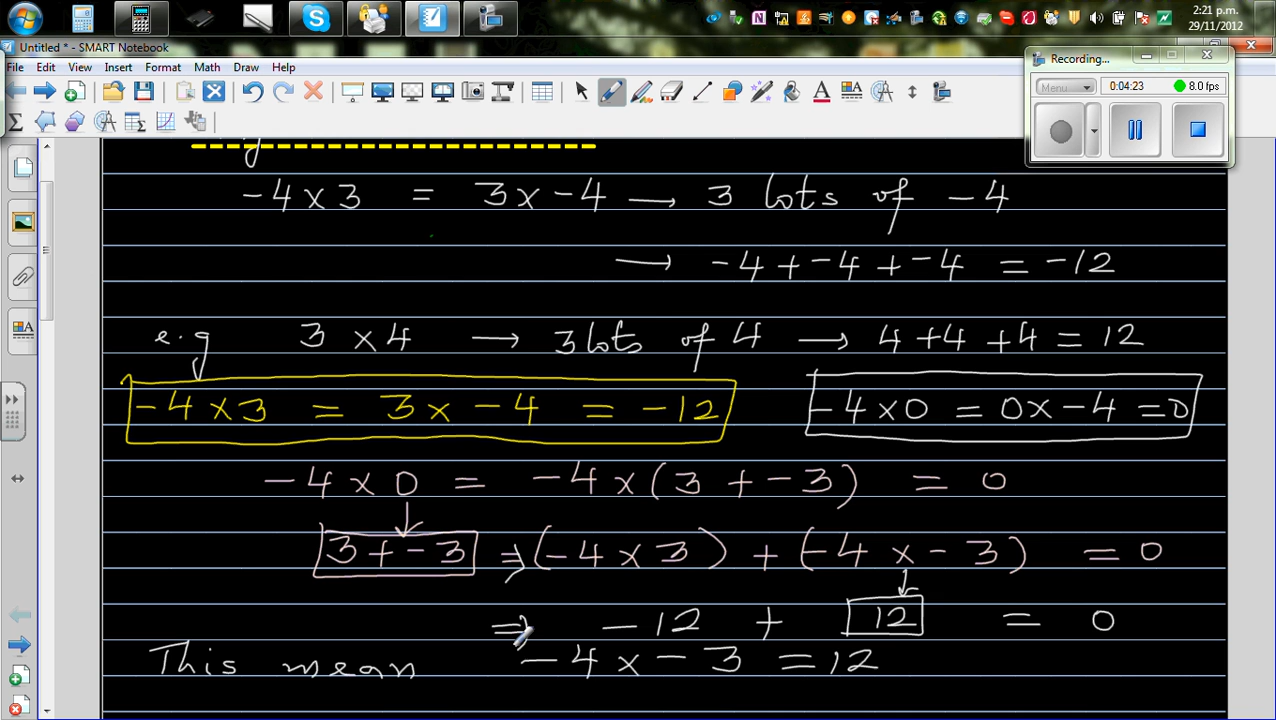 2:21 p.m.
29/11/2012
Untitled * - SMART Notebook
File Edit View Insert Format Math Draw Help
Recording...
Menu
0:04:23
8.0 fps
-4 x 3 = 3 x -4 → 3 lots of -4
→ -4 + -4 + -4 = -12
e.g 3 x 4 → 3 lots of 4 → 4 + 4 + 4 = 12
-4 x 3 = 3 x -4 = -12
-4 x 0 = 0 x -4 = 0
-4 x 0 = -4 x (3 + -3) = 0
3 + -3 ⇒ (-4 x 3) + (-4 x -3) = 0
⇒ -12 + 12 = 0
This mean -4 x -3 = 12